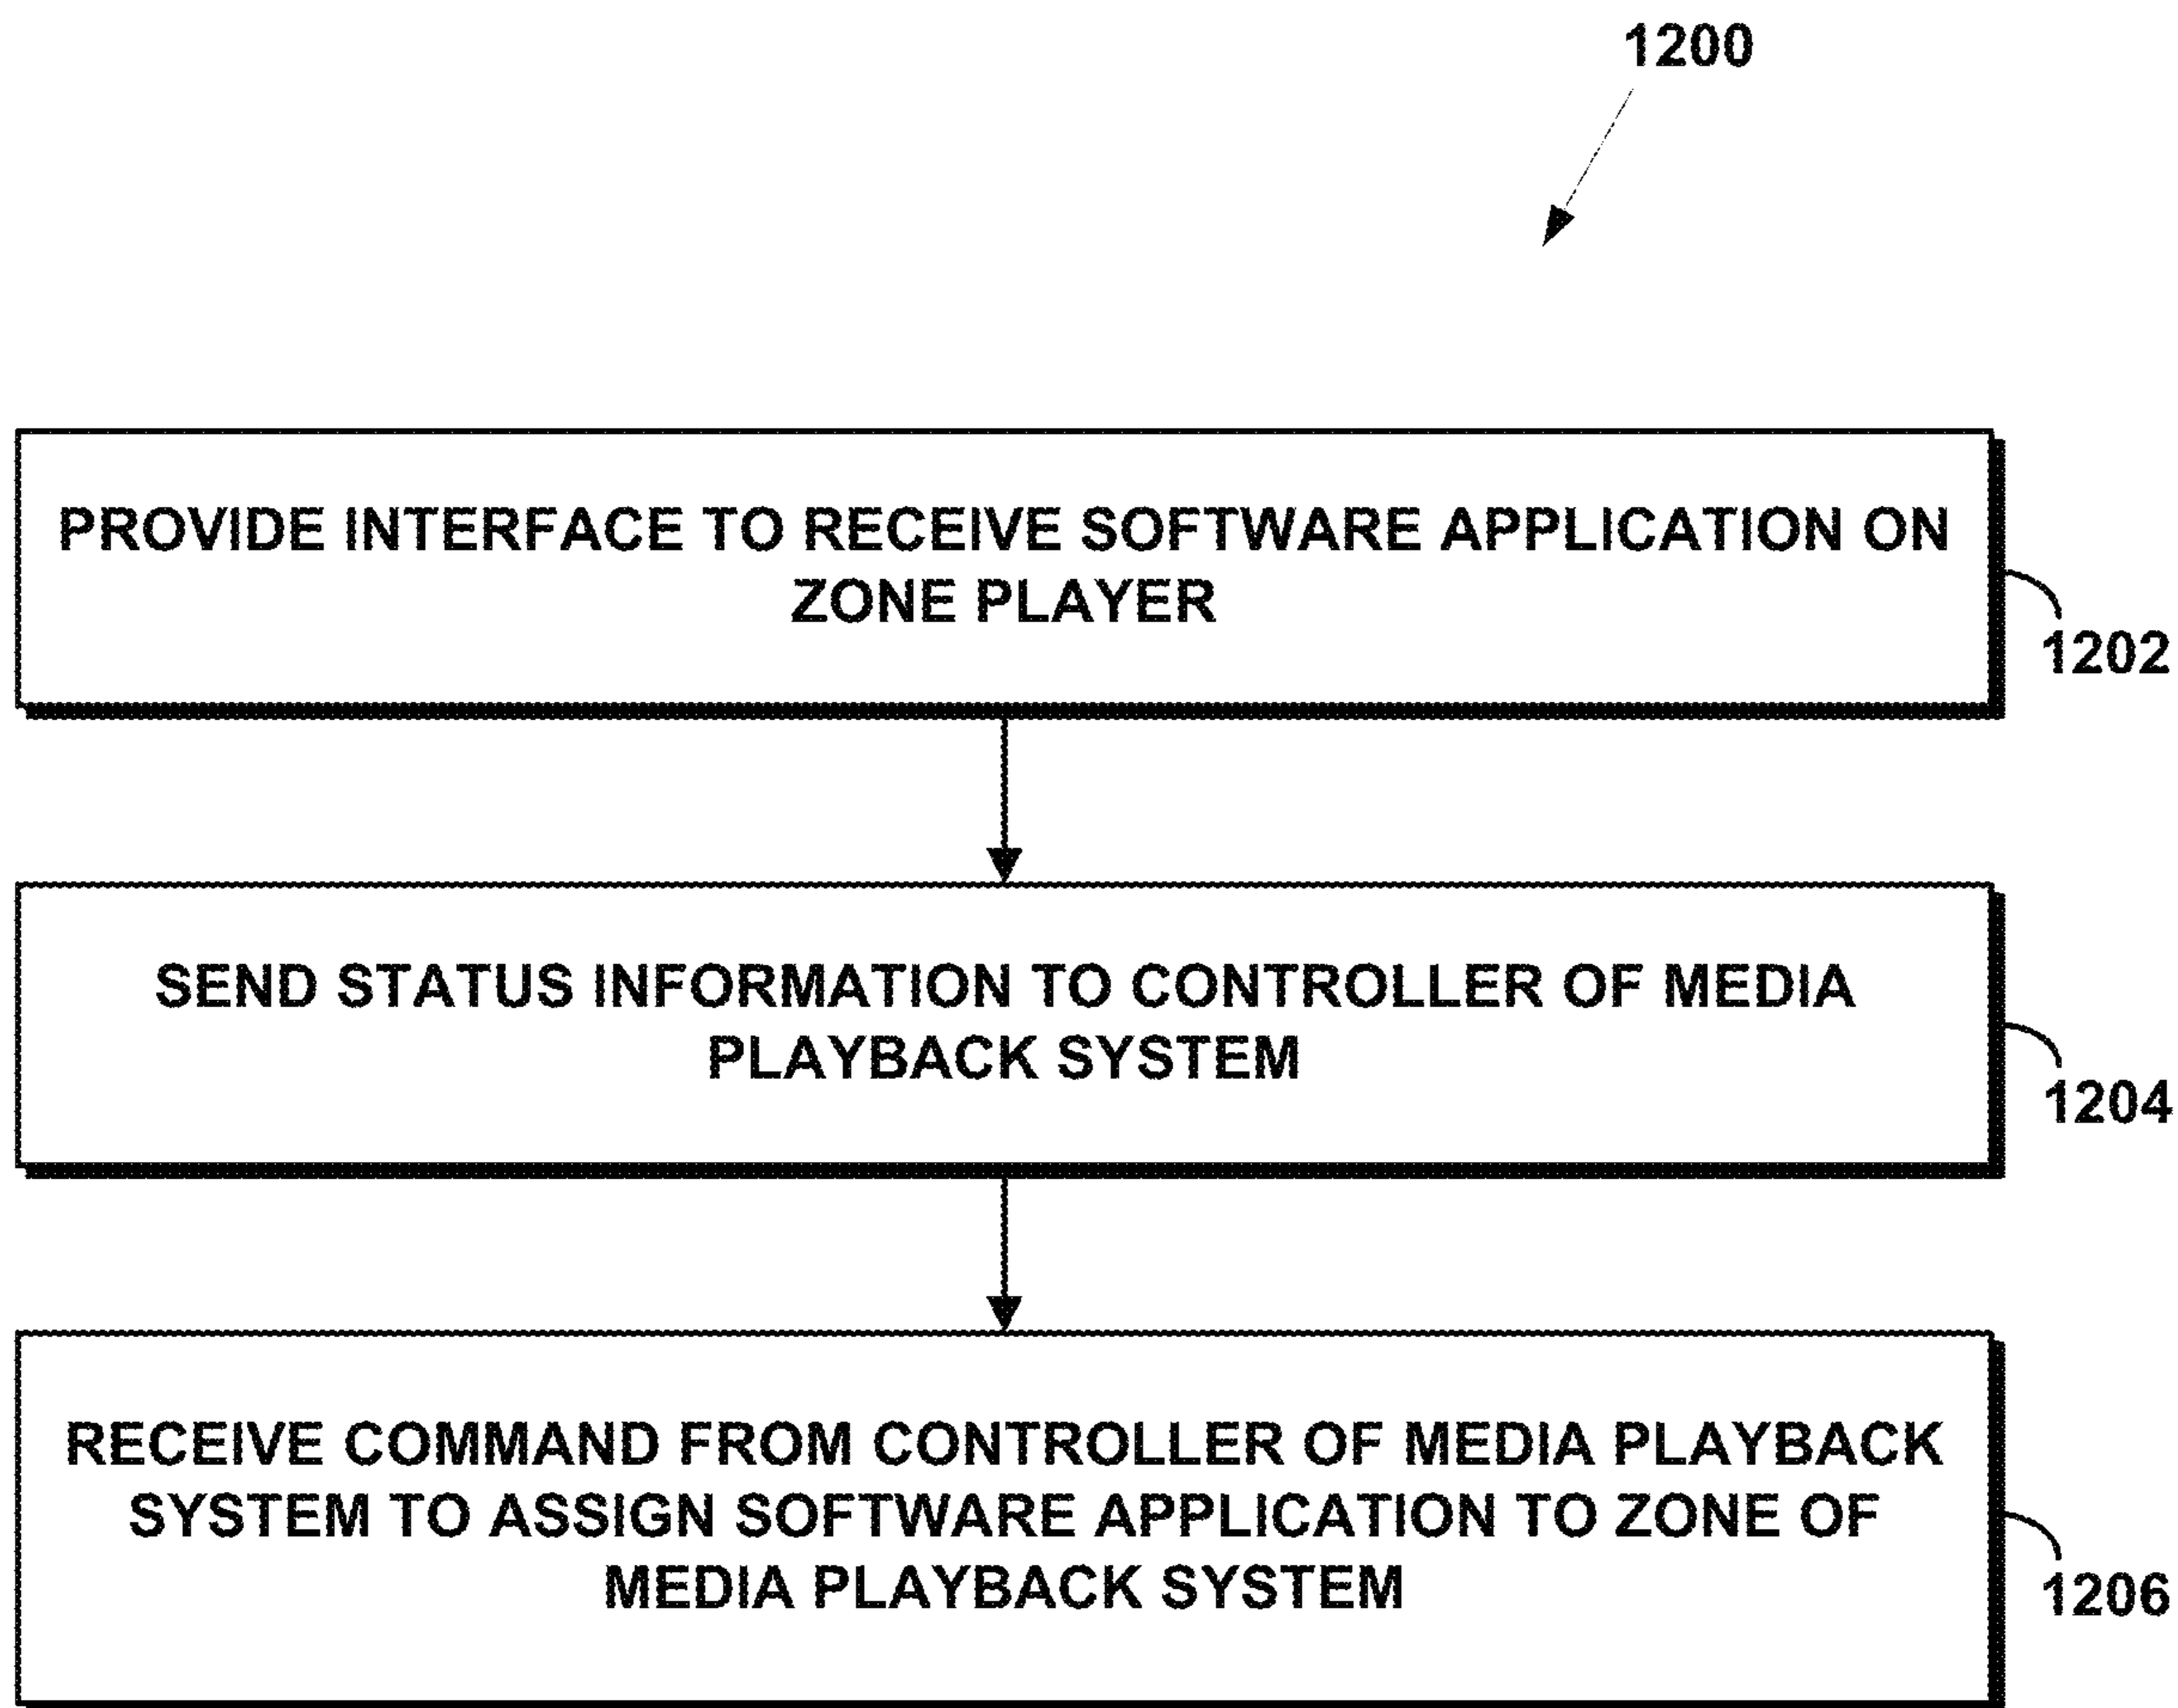 1200
PROVIDE INTERFACE TO RECEIVE SOFTWARE APPLICATION ON
ZONE PLAYER
1202
SEND STATUS INFORMATION TO CONTROLLER OF MEDIA
PLAYBACK SYSTEM
1204
RECEIVE COMMAND FROM CONTROLLER OF MEDIA PLAYBACK
SYSTEM TO ASSIGN SOFTWARE APPLICATION TO ZONE OF
MEDIA PLAYBACK SYSTEM
1206